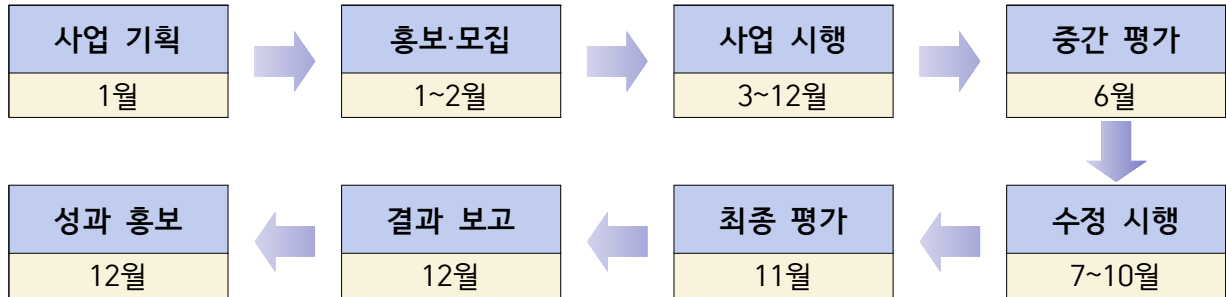 사업 기획
1월
홍보·모집
1~2월
사업 시행
3~12월
중간 평가
6월
수정 시행
7~10월
최종 평가
11월
결과 보고
12월
성과 홍보
12월